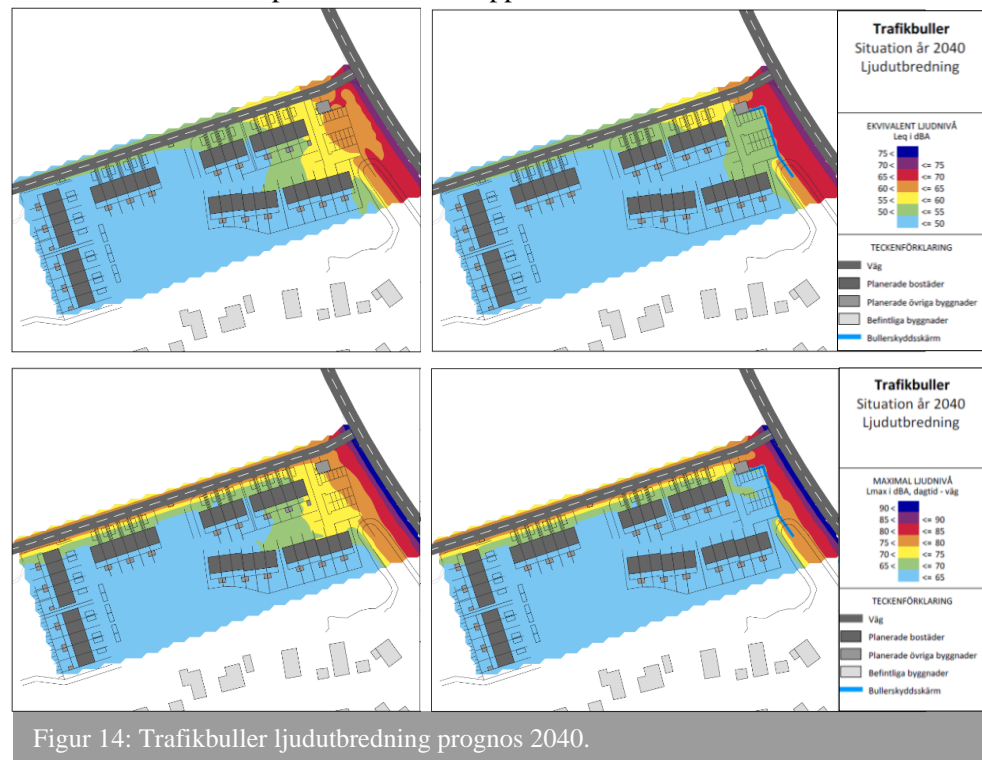 Trafikbuller
Situation år 2040
Ljudutbredning
EKVIVALENT LJUDNIVÅ
Leq i dBA
75 <
70 < <= 75
65 < <= 70
60 < <= 65
55 < <= 60
50 < <= 55
<= 50
TECKENFÖRKLARING
Väg
Planerade bostäder
Planerade övriga byggnader
Befintliga byggnader
Bullerskyddsskärm
Trafikbuller
Situation år 2040
Ljudutbredning
MAXIMAL LJUDNIVÅ
Lmax i dBA, dagtid - väg
90 <
85 < <= 90
80 < <= 85
75 < <= 80
70 < <= 75
65 < <= 70
<= 65
TECKENFÖRKLARING
Väg
Planerade bostäder
Planerade övriga byggnader
Befintliga byggnader
Bullerskyddsskärm
Figur 14: Trafikbuller ljudutbredning prognos 2040.